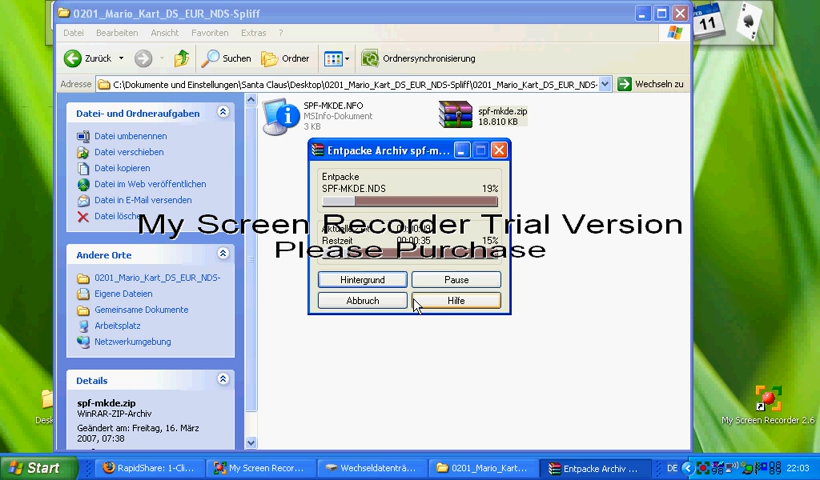 0201_Mario_Kart_DS_EUR_NDS-Spliff
Datei Bearbeiten Ansicht Favoriten Extras ?
Zurück Suchen Ordner Ordnersynchronisierung
Adresse C:\Dokumente und Einstellungen\Santa Claus\Desktop\0201_Mario_Kart_DS_EUR_NDS-Spliff\0201_Mario_Kart_DS_EUR_NDS- Wechseln zu
11
Datei- und Ordneraufgaben
Datei umbenennen
Datei verschieben
Datei kopieren
Datei im Web veröffentlichen
Datei in E-Mail versenden
Datei lösche
Andere Orte
0201_Mario_Kart_DS_EUR_NDS-
Eigene Dateien
Gemeinsame Dokumente
Arbeitsplatz
Netzwerkumgebung
Details
spf-mkde.zip
WinRAR-ZIP-Archiv
Geändert am: Freitag, 16. März
2007, 07:38
SPF-MKDE.NFO
MSInfo-Dokument
3 KB
spf-mkde.zip
18.810 KB
Entpacke Archiv spf-m...
Entpacke
SPF-MKDE.NDS 19%
Restzeit 00:00:35 15%
Hintergrund Pause
Abbruch Hilfe
My Screen Recorder Trial Version
Please Purchase
My Screen Recorder 2.6
Start RapidShare: 1-Cli... My Screen Recor... Wechseldatenträ... 0201_Mario_Kart... Entpacke Archiv ... DE 22:03